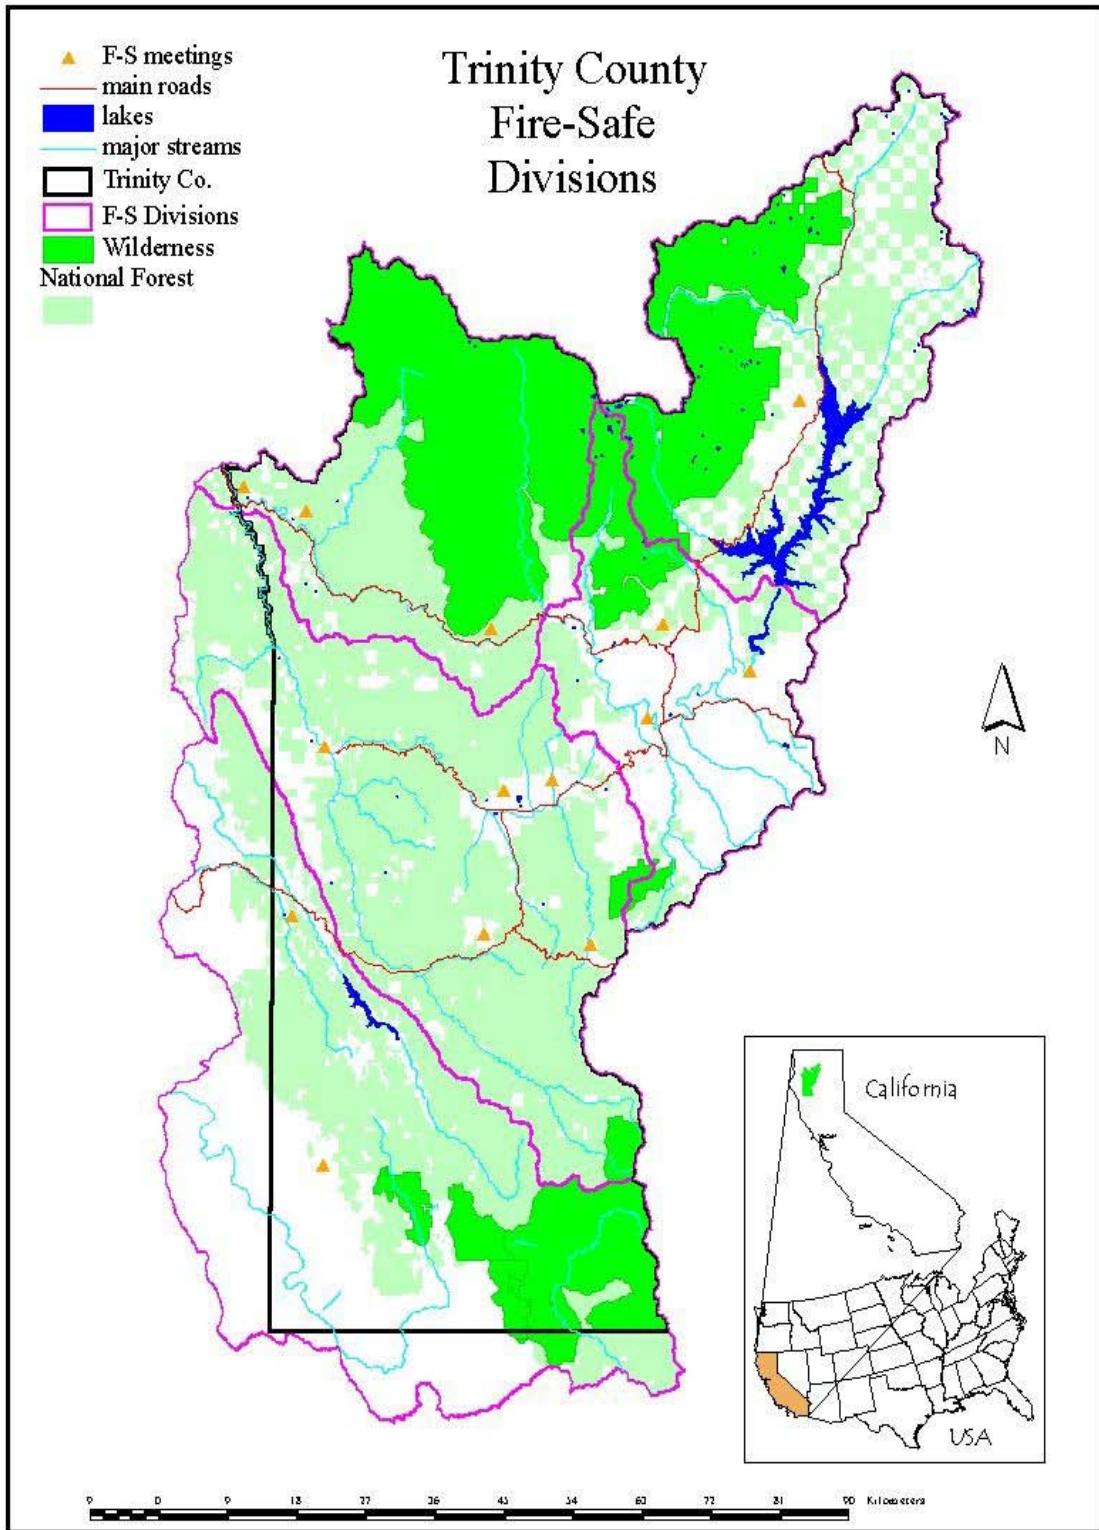 Trinity County
Fire-Safe
Divisions
F-S meetings
main roads
lakes
major streams
Trinity Co.
F-S Divisions
Wilderness
National Forest
N
California
USA
9 0 9 18 27 36 45 54 63 72 81 90 Kilometers